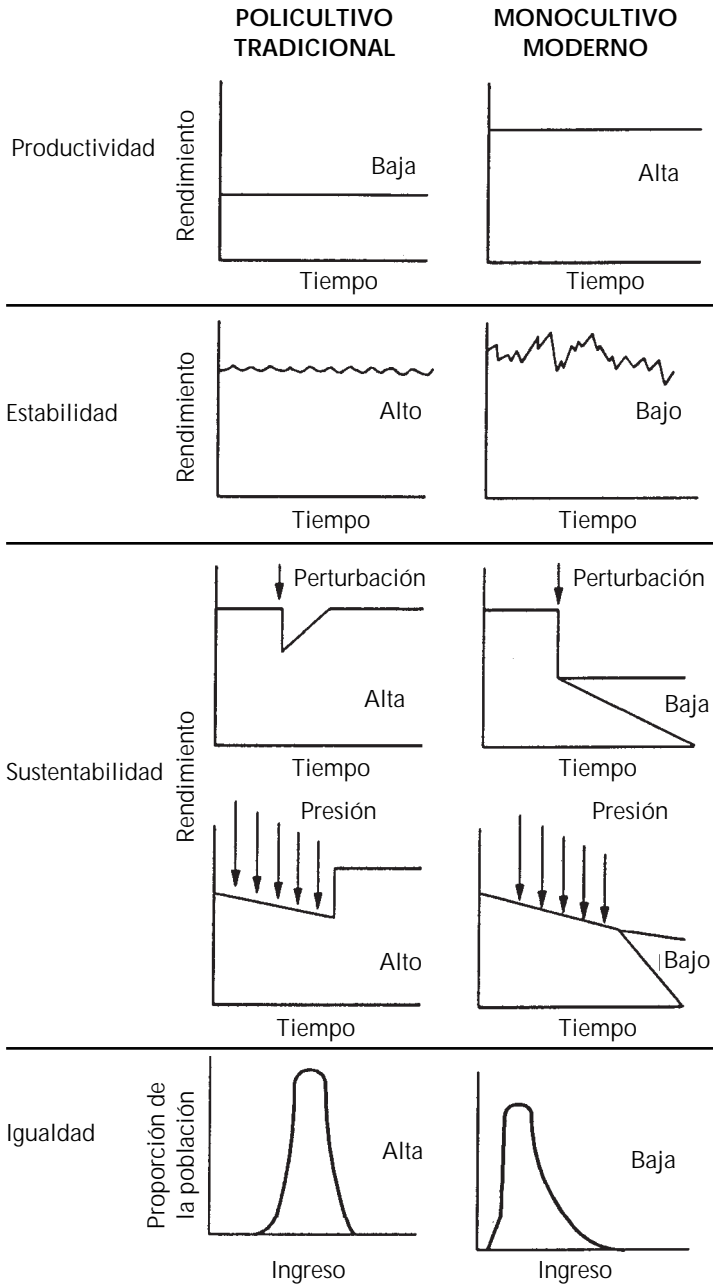 POLICULTIVO
TRADICIONAL
MONOCULTIVO
MODERNO
Productividad
Rendimiento
Baja
Tiempo
Alta
Tiempo
Estabilidad
Rendimiento
Alto
Tiempo
Bajo
Tiempo
Sustentabilidad
Rendimiento
Perturbación
Alta
Tiempo
Perturbación
Baja
Tiempo
Presión
Alto
Tiempo
Presión
Bajo
Tiempo
Igualdad
Proporción de
la población
Alta
Ingreso
Baja
Ingreso